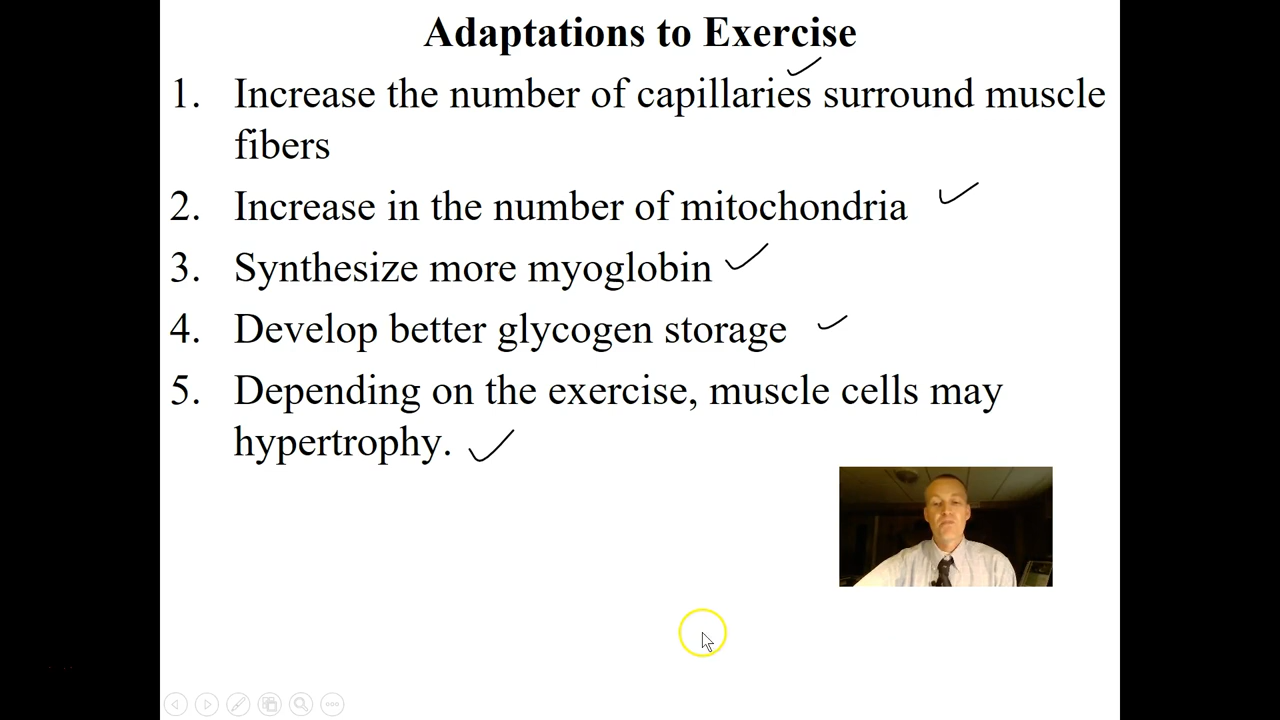 Adaptations to Exercise
1. Increase the number of capillaries surround muscle
fibers
2. Increase in the number of mitochondria
3. Synthesize more myoglobin
4. Develop better glycogen storage
5. Depending on the exercise, muscle cells may
hypertrophy.